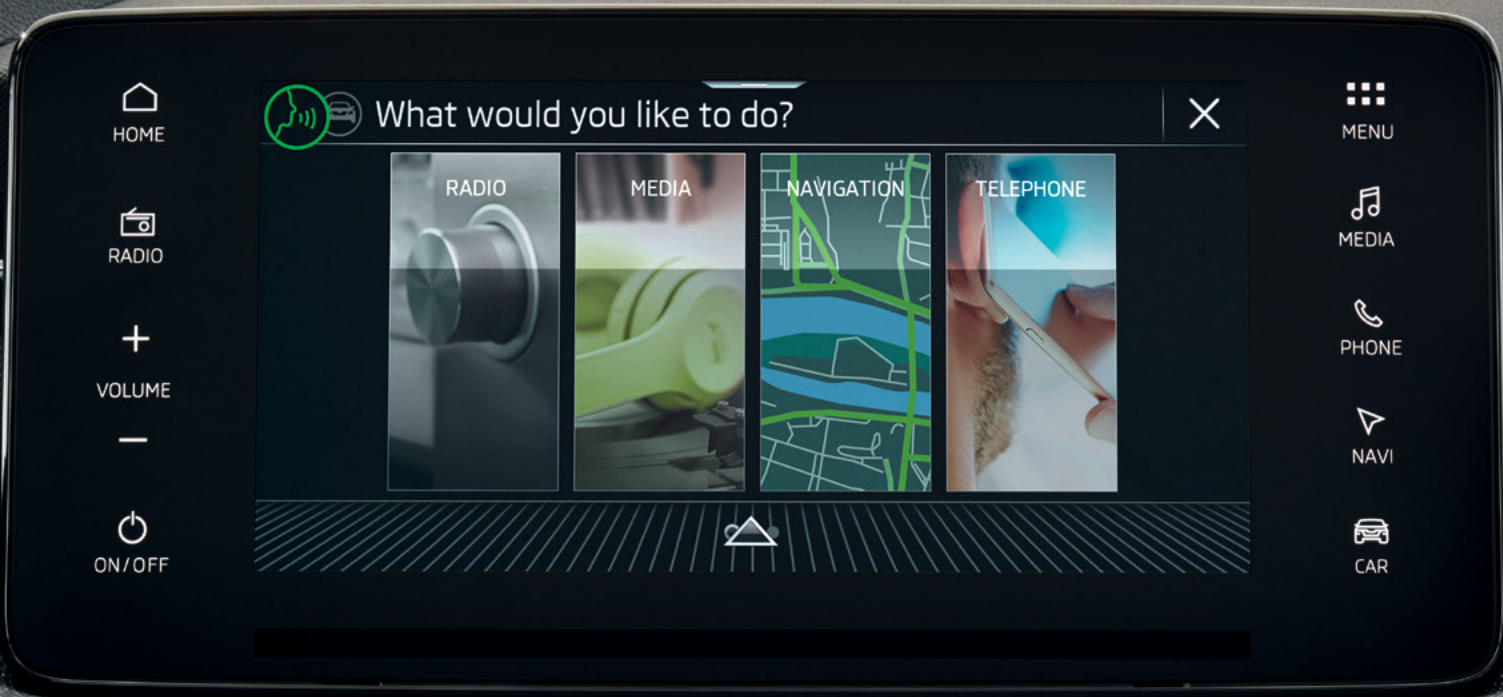 HOME
RADIO
VOLUME
ON/OFF
What would you like to do?
RADIO
MEDIA
NAVIGATION
TELEPHONE
MENU
MEDIA
PHONE
NAVI
CAR